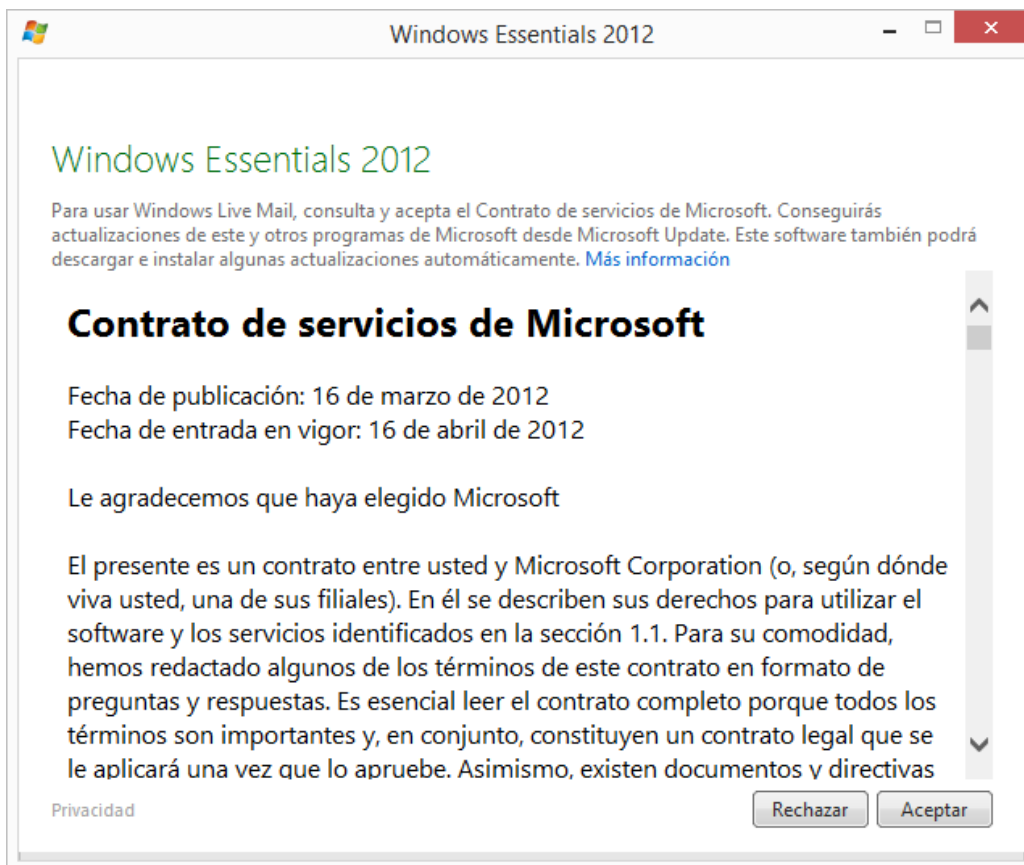 Windows Essentials 2012
Windows Essentials 2012
Para usar Windows Live Mail, consulta y acepta el Contrato de servicios de Microsoft. Conseguirás
actualizaciones de este y otros programas de Microsoft desde Microsoft Update. Este software también podrá
descargar e instalar algunas actualizaciones automáticamente. Más información
Contrato de servicios de Microsoft
Fecha de publicación: 16 de marzo de 2012
Fecha de entrada en vigor: 16 de abril de 2012
Le agradecemos que haya elegido Microsoft
El presente es un contrato entre usted y Microsoft Corporation (o, según dónde
viva usted, una de sus filiales). En él se describen sus derechos para utilizar el
software y los servicios identificados en la sección 1.1. Para su comodidad,
hemos redactado algunos de los términos de este contrato en formato de
preguntas y respuestas. Es esencial leer el contrato completo porque todos los
términos son importantes y, en conjunto, constituyen un contrato legal que se
le aplicará una vez que lo apruebe. Asimismo, existen documentos y directivas
Privacidad
Rechazar
Aceptar